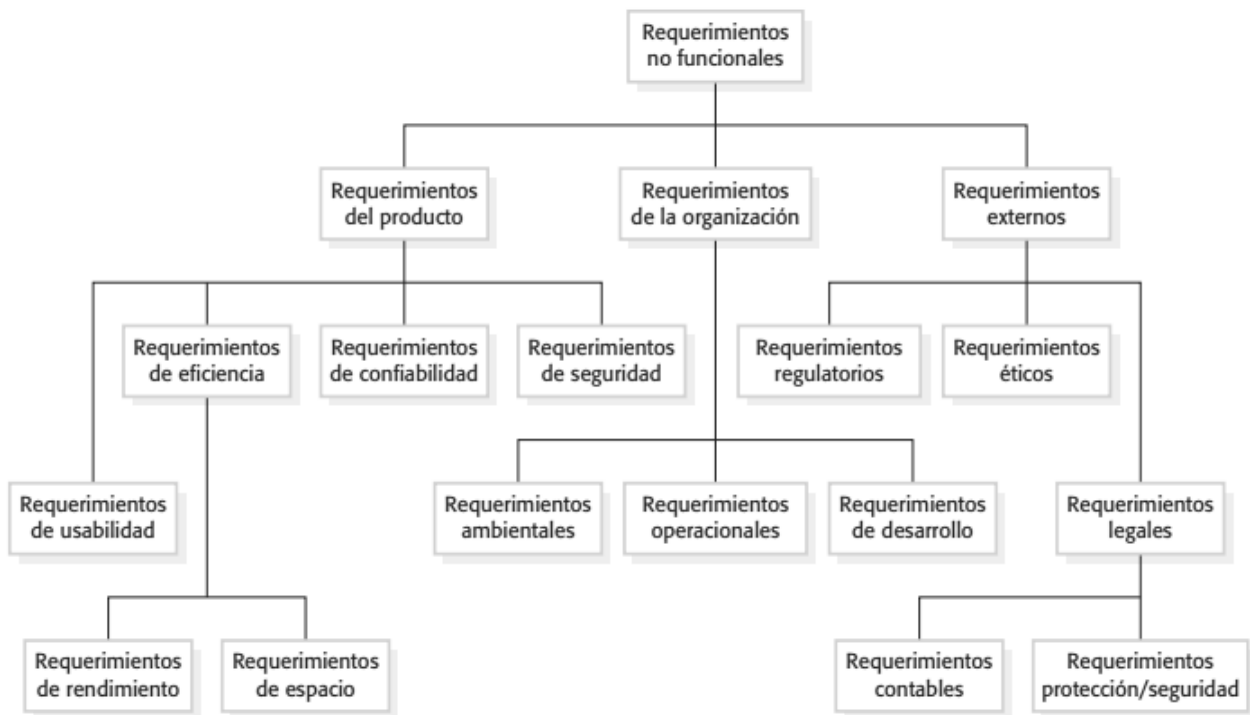 Requerimientos
no funcionales
Requerimientos
del producto
Requerimientos
de la organización
Requerimientos
externos
Requerimientos
de eficiencia
Requerimientos
de confiabilidad
Requerimientos
de seguridad
Requerimientos
regulatorios
Requerimientos
éticos
Requerimientos
de usabilidad
Requerimientos
ambientales
Requerimientos
operacionales
Requerimientos
de desarrollo
Requerimientos
legales
Requerimientos
de rendimiento
Requerimientos
de espacio
Requerimientos
contables
Requerimientos
protección/seguridad